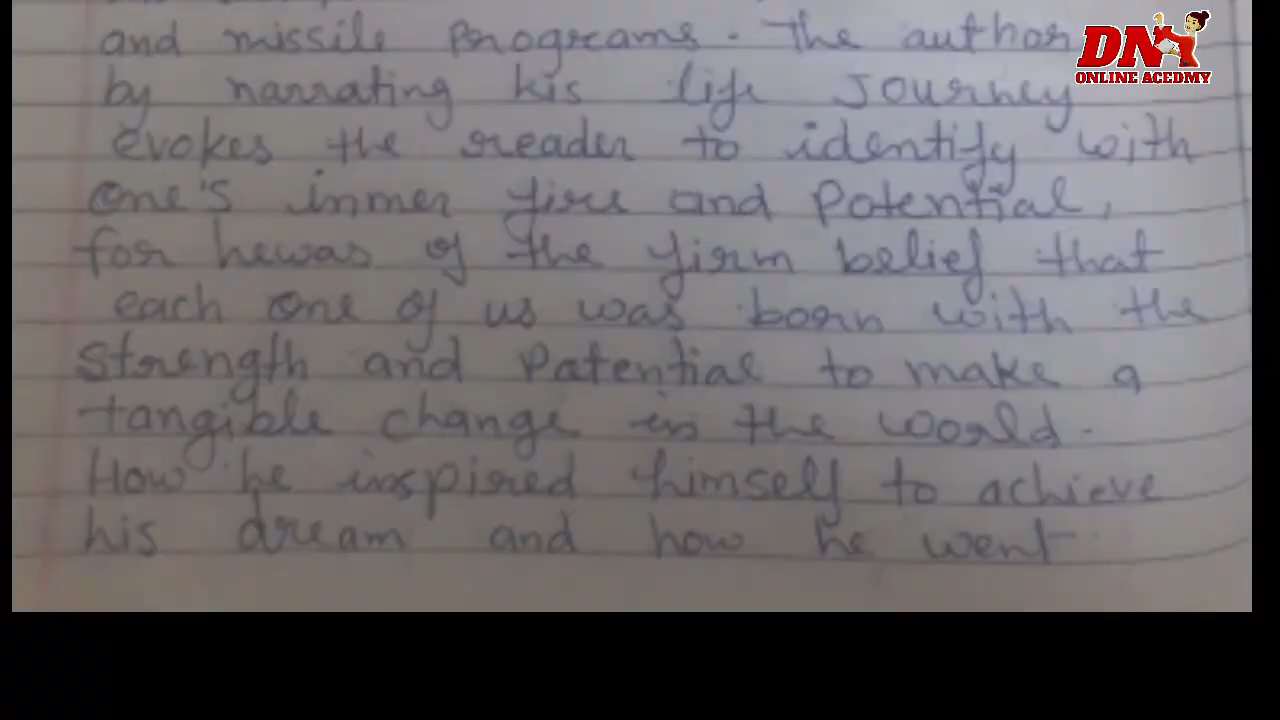 and missile programs. The author
by narrating his life Journey
evokes the reader to identify with
one's inner fire and Potential,
for hewas of the firm belief that
each one of us was born with the
Strength and Patential to make a
tangible change in the world.
How he inspired himself to achieve
his dream and how he went
DN
ONLINE ACEDMY